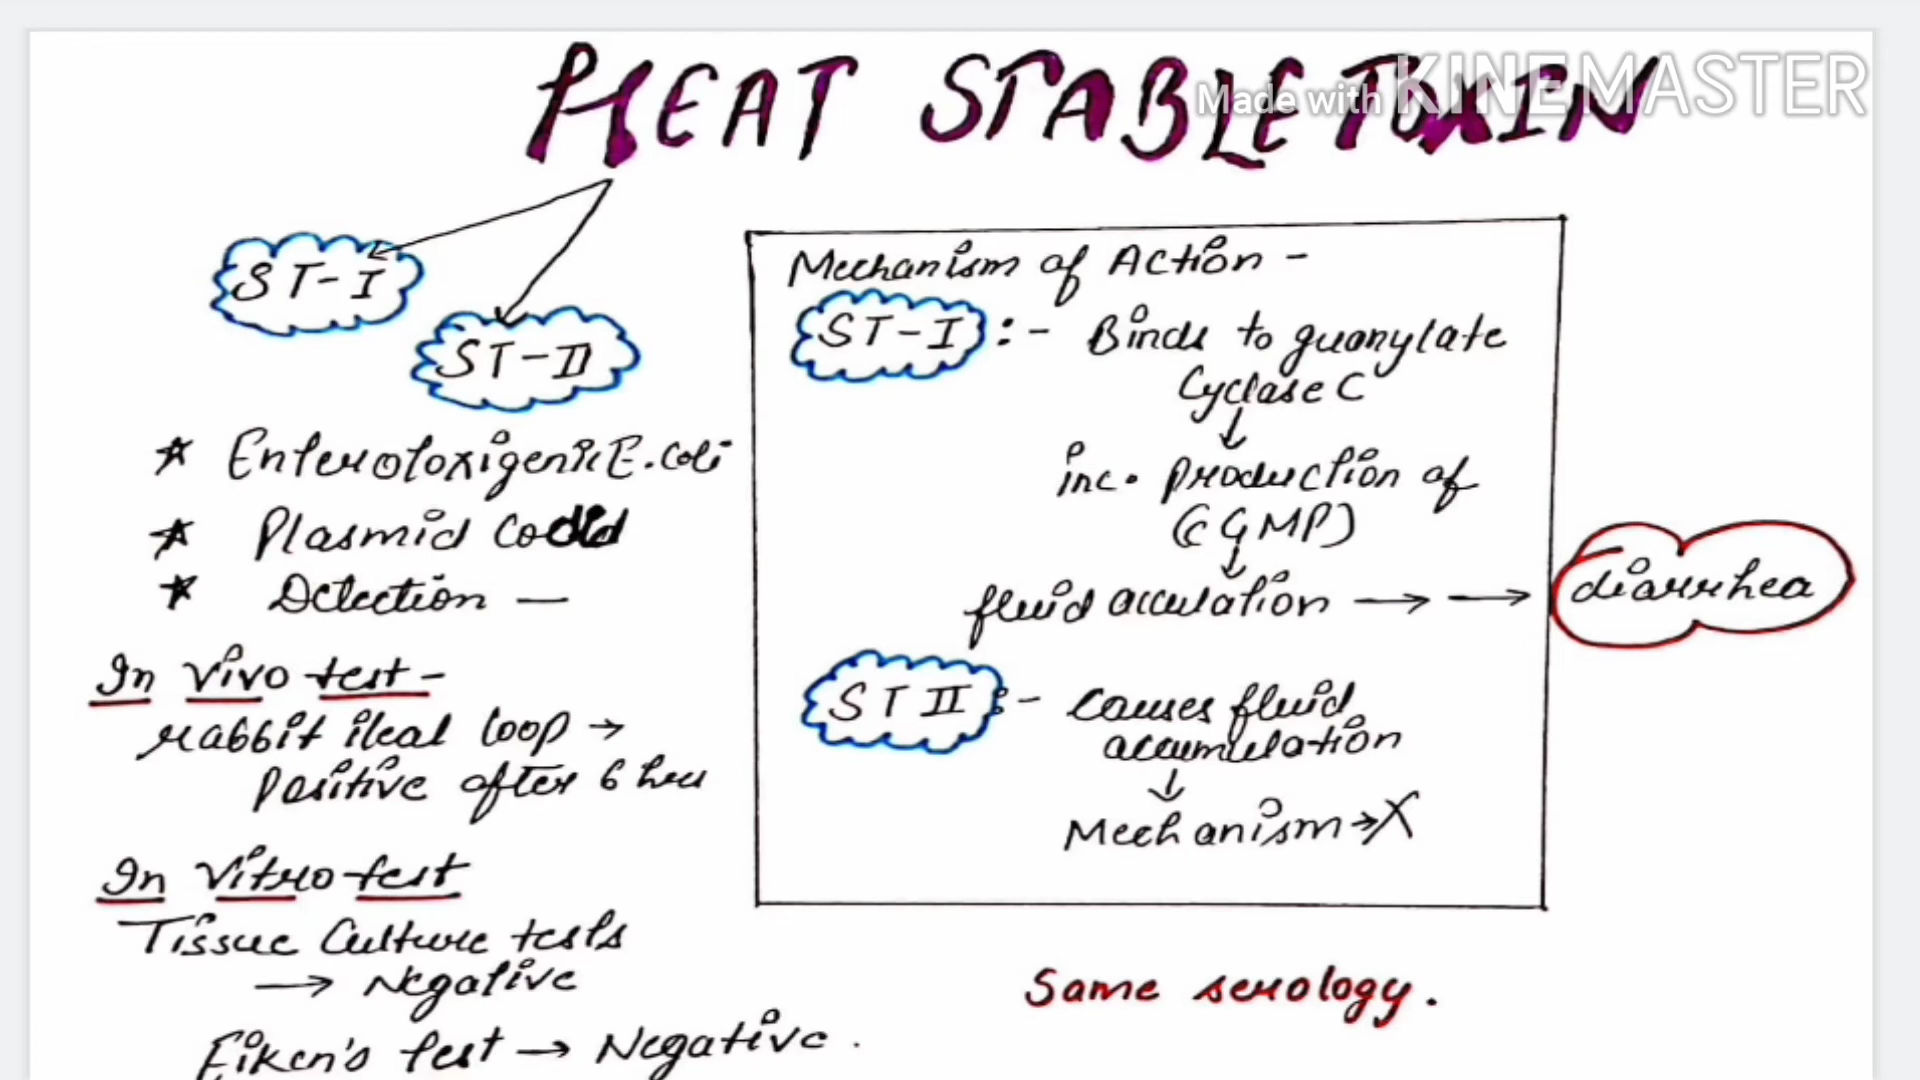 HEAT STABLE TOXIN
Made with KINEMASTER
ST-I
ST-II
* Enterotoxigenic E. coli
* Plasmid coded
* Detection —
In vivo test -
rabbit ileal loop →
Positive after 6 hrs
In Vitro test
Tissue Culture tests
→ Negative
Eiken's test → Negative.
Mechanism of Action -
ST-I :- Binds to guanylate
Cyclase C
↓
inc. production of
(cGMP)
↓
fluid acculation → → diarrhea
ST II :- causes fluid
accumulation
↓
Mechanism → X
Same serology.